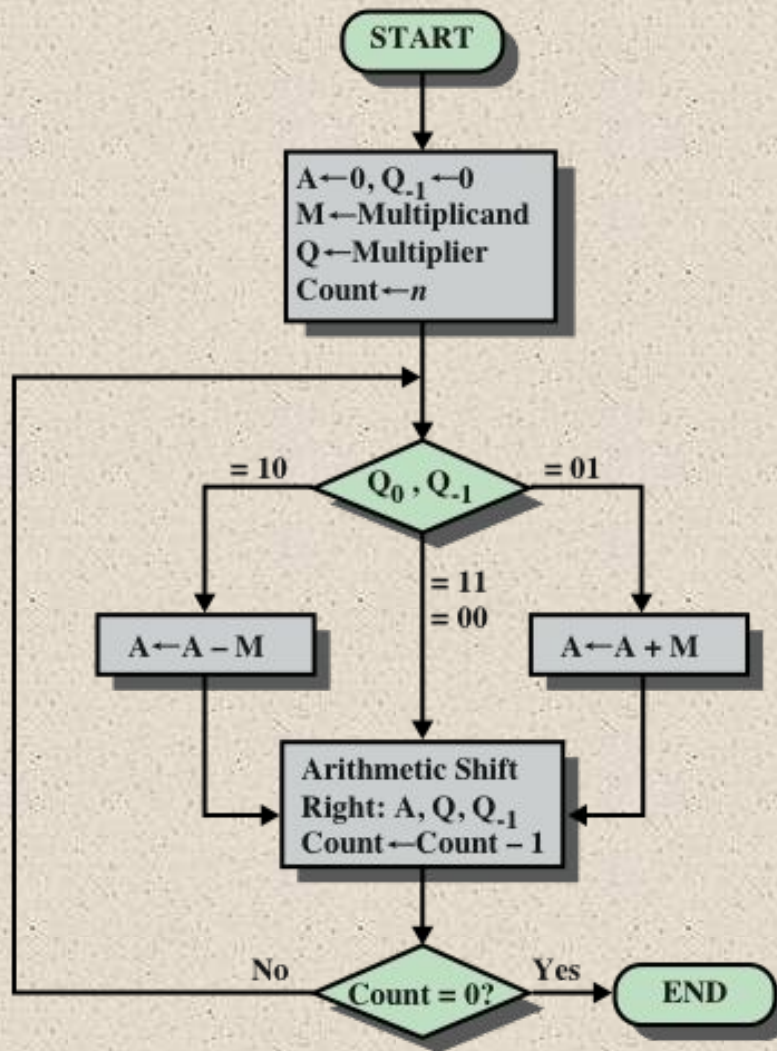 START
A←0, Q₋₁←0
M←Multiplicand
Q←Multiplier
Count←n
= 10
Q₀ , Q₋₁
= 01
= 11
= 00
A←A – M
A←A + M
Arithmetic Shift
Right: A, Q, Q₋₁
Count←Count – 1
No
Count = 0?
Yes
END